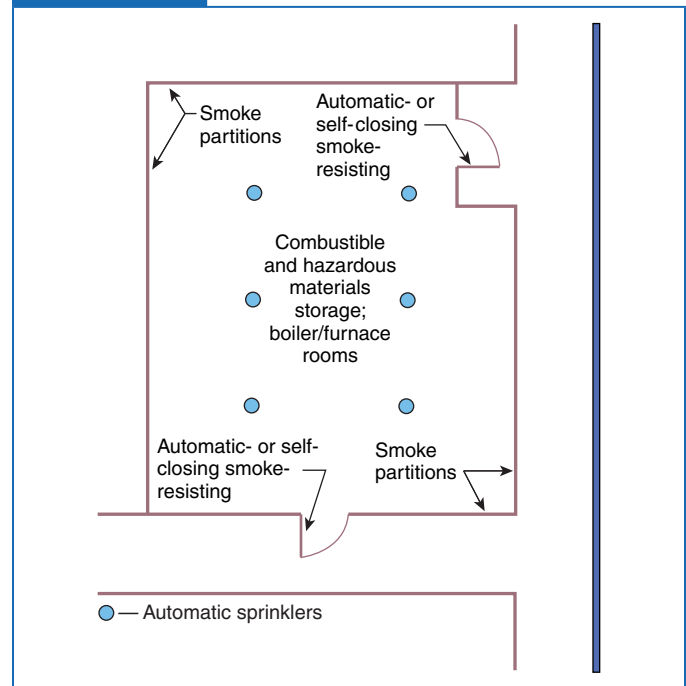 Smoke
partitions
Automatic- or
self-closing
smoke-
resisting
Combustible
and hazardous
materials
storage;
boiler/furnace
rooms
Automatic- or self-
closing smoke-
resisting
Smoke
partitions
— Automatic sprinklers